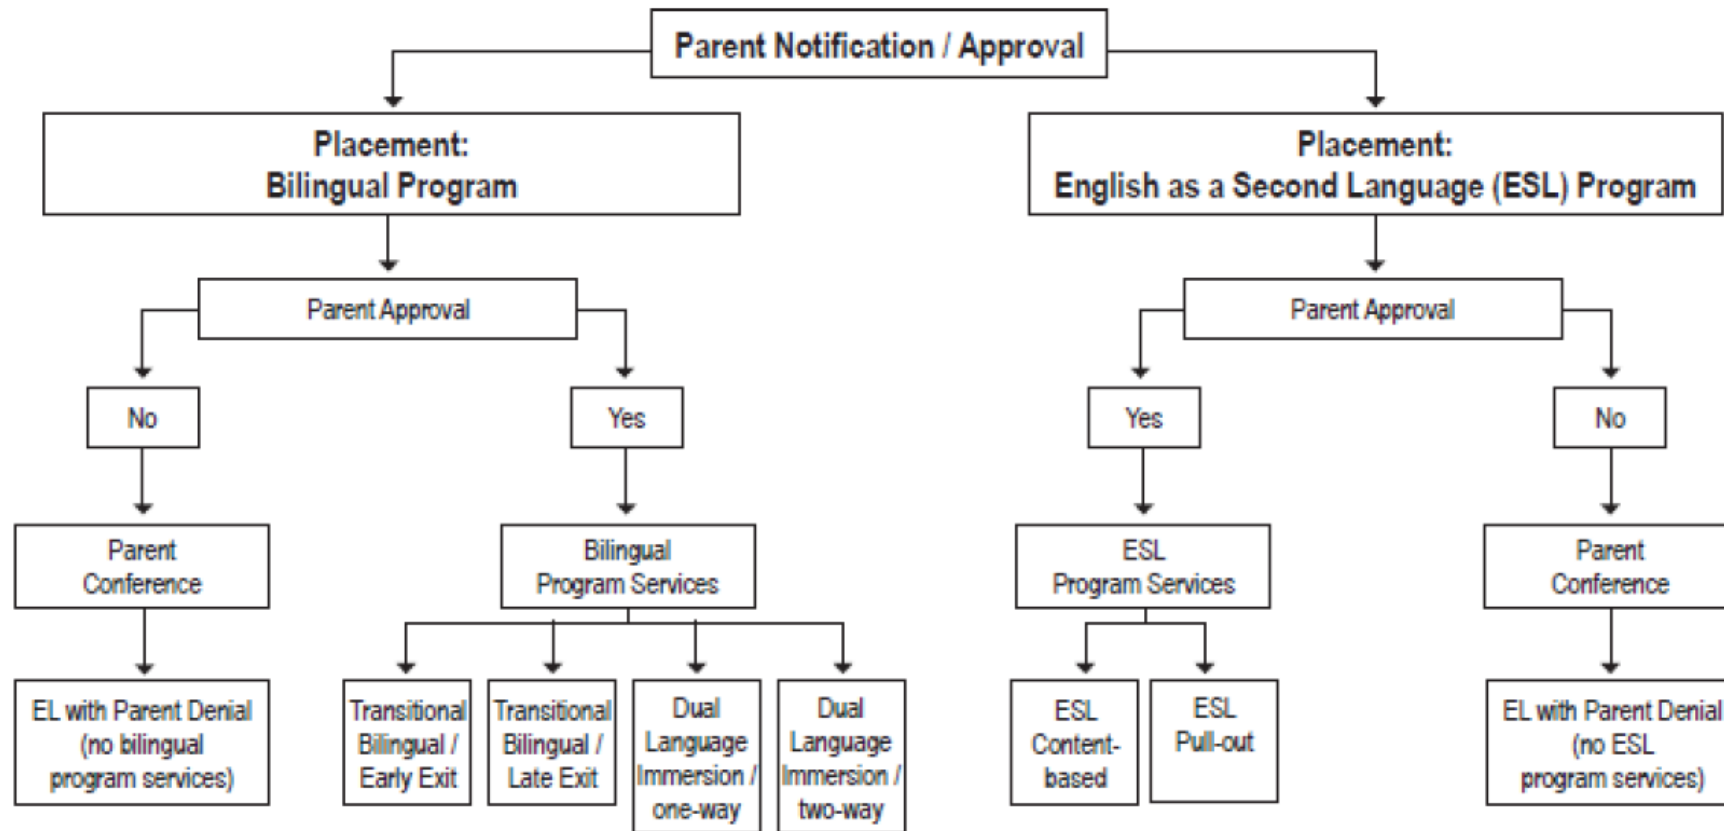 Parent Notification / Approval
Placement:
Bilingual Program
Placement:
English as a Second Language (ESL) Program
Parent Approval
Parent Approval
No
Yes
Yes
No
Parent
Conference
Bilingual
Program Services
ESL
Program Services
Parent
Conference
EL with Parent Denial
(no bilingual
program services)
Transitional
Bilingual /
Early Exit
Transitional
Bilingual /
Late Exit
Dual
Language
Immersion /
one-way
Dual
Language
Immersion /
two-way
ESL
Content-
based
ESL
Pull-out
EL with Parent Denial
(no ESL
program services)